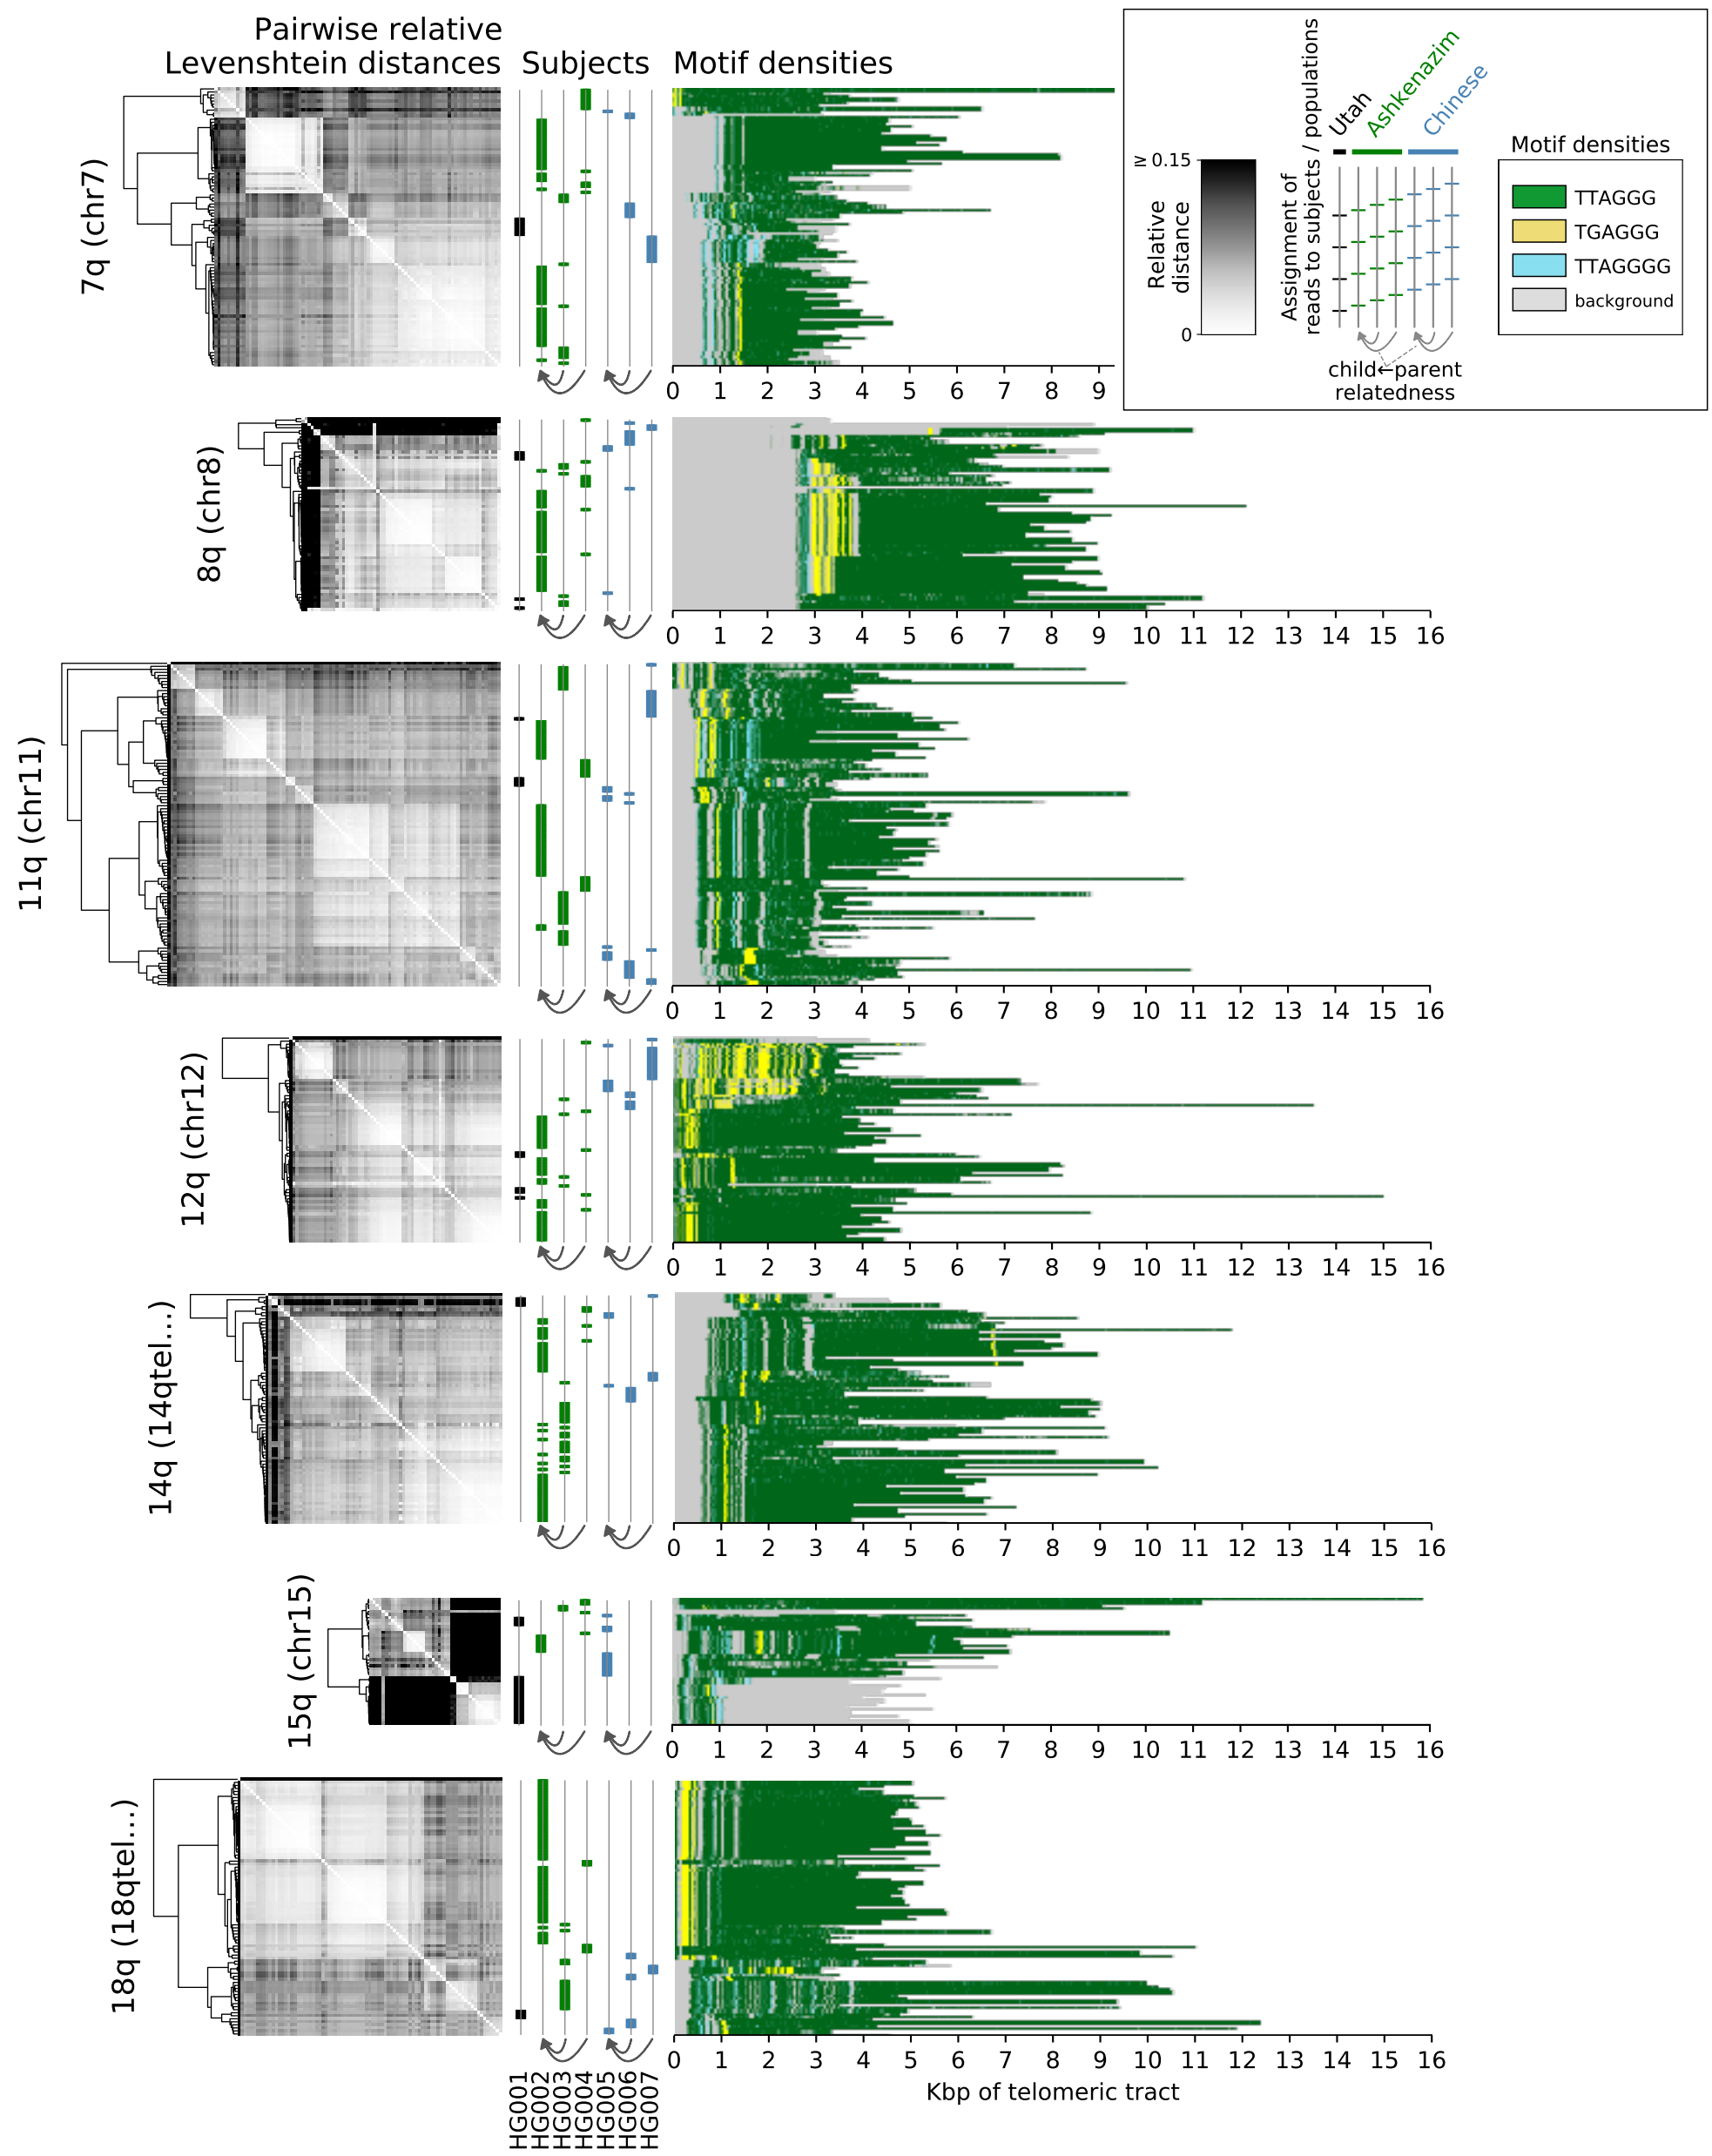 Pairwise relative
Levenshtein distances
Subjects
Motif densities
7q (chr7)
1 2 3 4 5 6 7 8 9
≥ 0.15
0
Relative
distance
Assignment of
reads to subjects / populations
Utah
Ashkenazim
Chinese
child←parent
relatedness
Motif densities
TTAGGG
TGAGGG
TTAGGGG
background
8q (chr8)
0 1 2 3 4 5 6 7 8 9 10 11 12 13 14 15 16
11q (chr11)
0 1 2 3 4 5 6 7 8 9 10 11 12 13 14 15 16
12q (chr12)
0 1 2 3 4 5 6 7 8 9 10 11 12 13 14 15 16
14q (14qtel...)
0 1 2 3 4 5 6 7 8 9 10 11 12 13 14 15 16
15q (chr15)
0 1 2 3 4 5 6 7 8 9 10 11 12 13 14 15 16
18q (18qtel...)
0 1 2 3 4 5 6 7 8 9 10 11 12 13 14 15 16
HG001
HG002
HG003
HG004
HG005
HG006
HG007
Kbp of telomeric tract